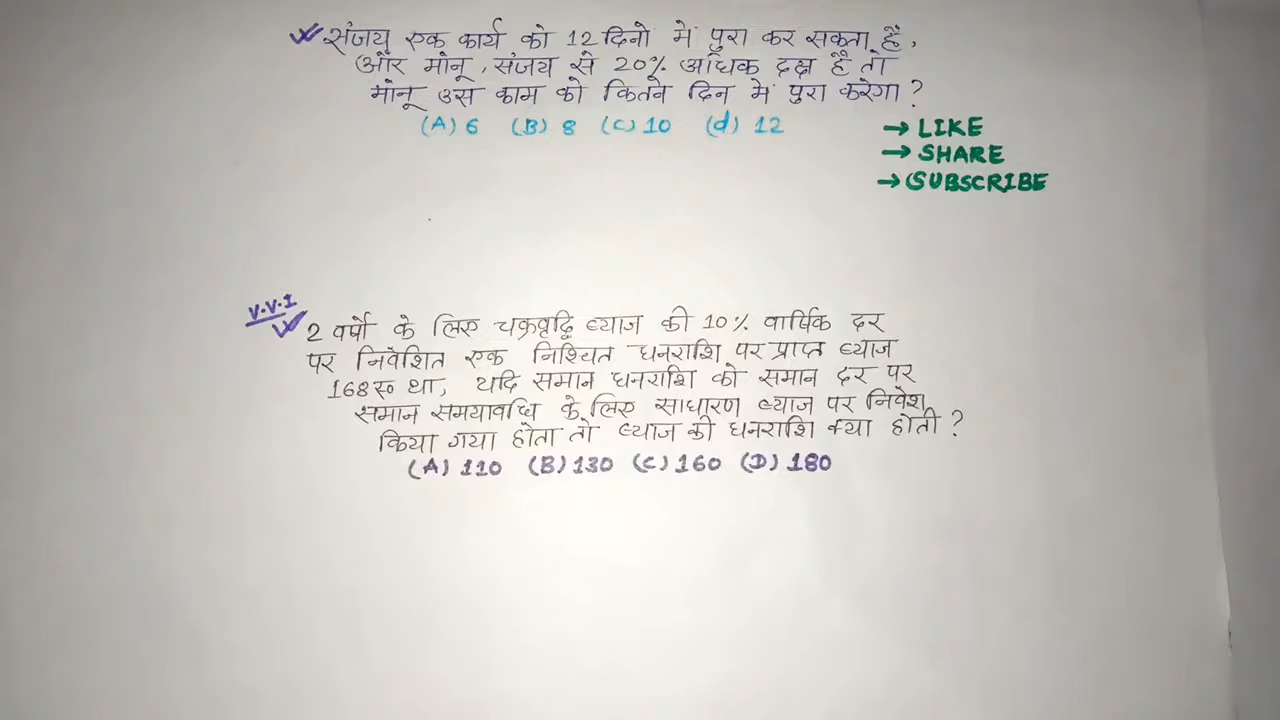 संजय एक कार्य को 12 दिनो में पुरा कर सकता है,
और मोनू, संजय से 20% अधिक दक्ष है तो
मोनू उस काम को कितने दिन में पुरा करेगा?
(A) 6 (B) 8 (C) 10 (d) 12
→ LIKE
→ SHARE
→ SUBSCRIBE
V.V.I
2 वर्षो के लिए चक्रवृद्धि ब्याज की 10% वार्षिक दर
पर निवेशित एक निश्चित धनराशि पर प्राप्त ब्याज
168रू था, यदि समान धनराशि को समान दर पर
समान समयावधि के लिए साधारण ब्याज पर निवेश
किया गया होता तो ब्याज की धनराशि क्या होती?
(A) 110 (B) 130 (C) 160 (D) 180